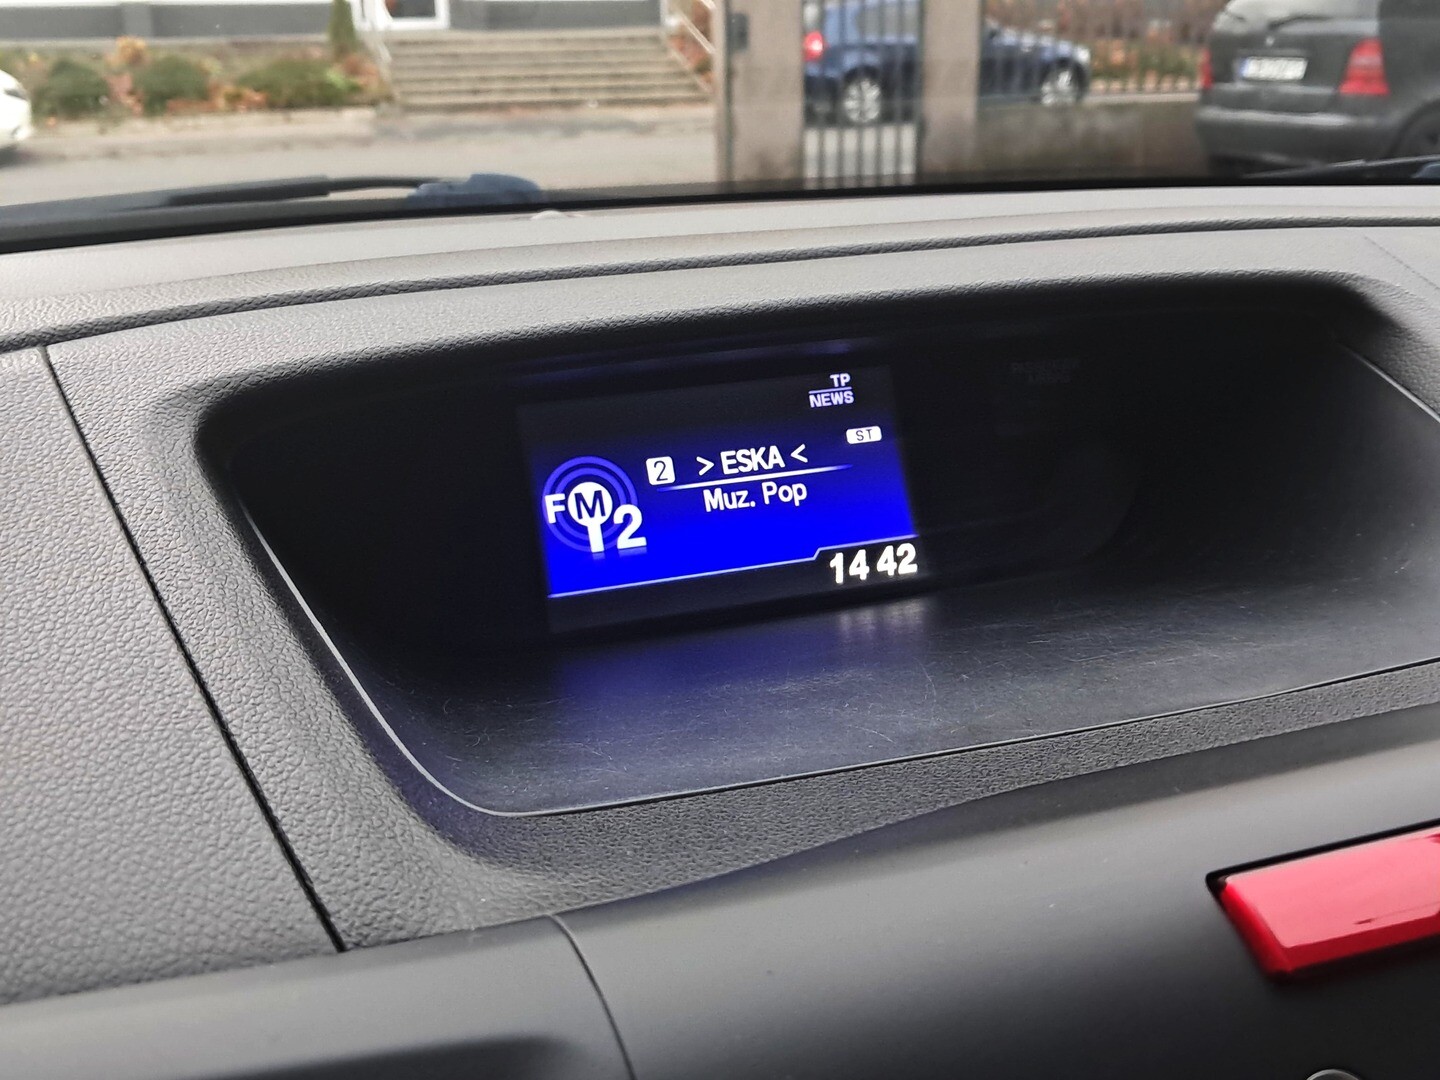 TP
NEWS
ST
2 > ESKA <
Muz. Pop
FM 2
14 42